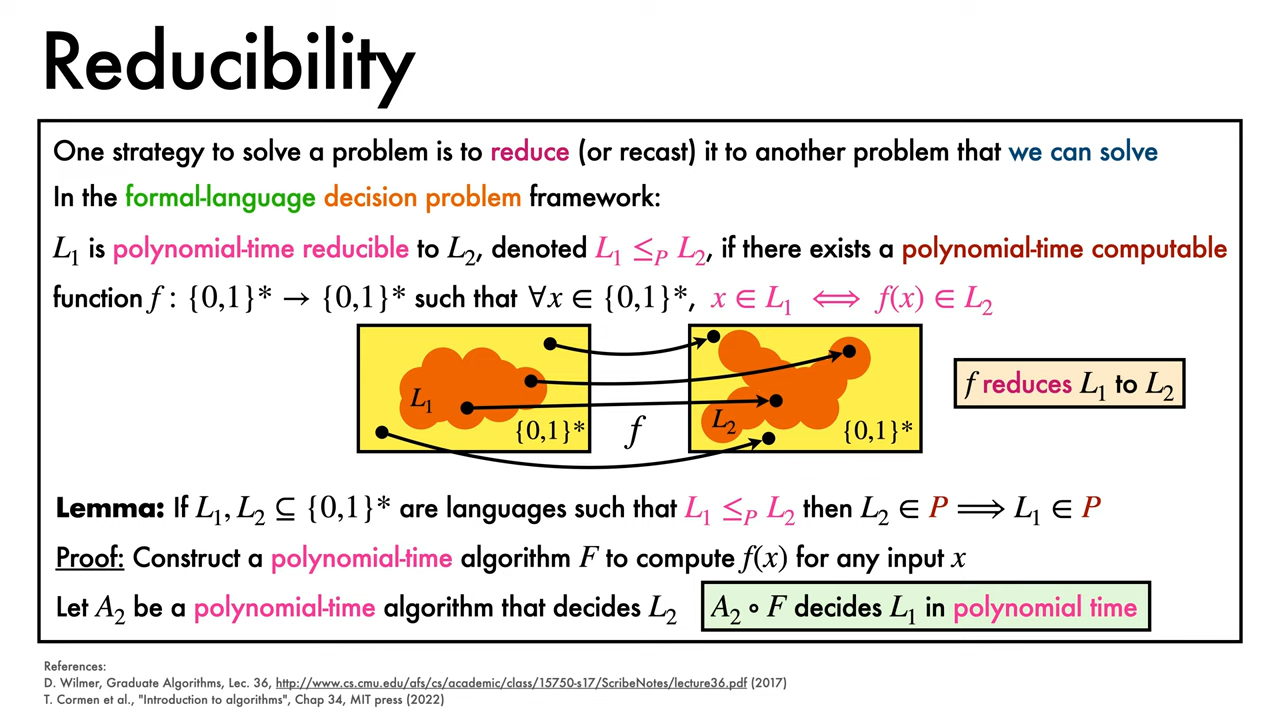 Reducibility
One strategy to solve a problem is to reduce (or recast) it to another problem that we can solve
In the formal-language decision problem framework:
L₁ is polynomial-time reducible to L₂, denoted L₁ ≤ₚ L₂, if there exists a polynomial-time computable
function f : {0,1}* → {0,1}* such that ∀x ∈ {0,1}*, x ∈ L₁ ⟺ f(x) ∈ L₂
L₁
{0,1}*
f
L₂
{0,1}*
f reduces L₁ to L₂
Lemma: If L₁, L₂ ⊆ {0,1}* are languages such that L₁ ≤ₚ L₂ then L₂ ∈ P ⟹ L₁ ∈ P
Proof: Construct a polynomial-time algorithm F to compute f(x) for any input x
Let A₂ be a polynomial-time algorithm that decides L₂
A₂ ∘ F decides L₁ in polynomial time
References:
D. Wilmer, Graduate Algorithms, Lec. 36, http://www.cs.cmu.edu/afs/cs/academic/class/15750-s17/ScribeNotes/lecture36.pdf (2017)
T. Cormen et al., "Introduction to algorithms", Chap 34, MIT press (2022)